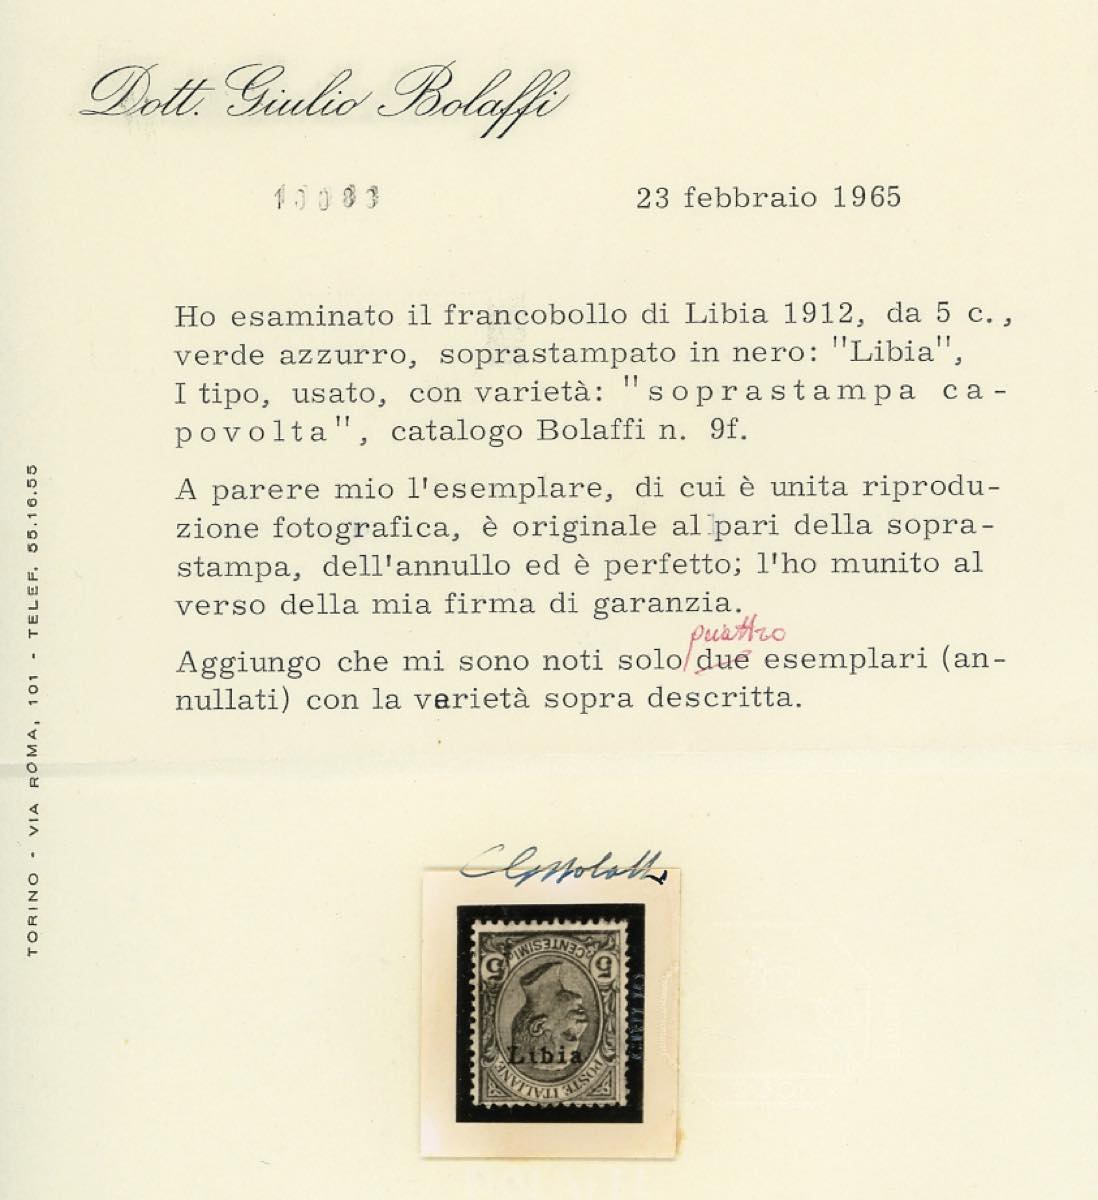 Dott. Giulio Bolaffi
10083
23 febbraio 1965
Ho esaminato il francobollo di Libia 1912, da 5 c.,
verde azzurro, soprastampato in nero: "Libia",
I tipo, usato, con varietà: "soprastampa ca-
povolta", catalogo Bolaffi n. 9f.
A parere mio l'esemplare, di cui è unita riprodu-
zione fotografica, è originale al pari della sopra-
stampa, dell'annullo ed è perfetto; l'ho munito al
verso della mia firma di garanzia.
quattro
Aggiungo che mi sono noti solo due esemplari (an-
nullati) con la varietà sopra descritta.
TORINO - VIA ROMA, 101 - TELEF. 55.16.55
GBolaffi
5 CENTESIMI 5
Libia
POSTE ITALIANE